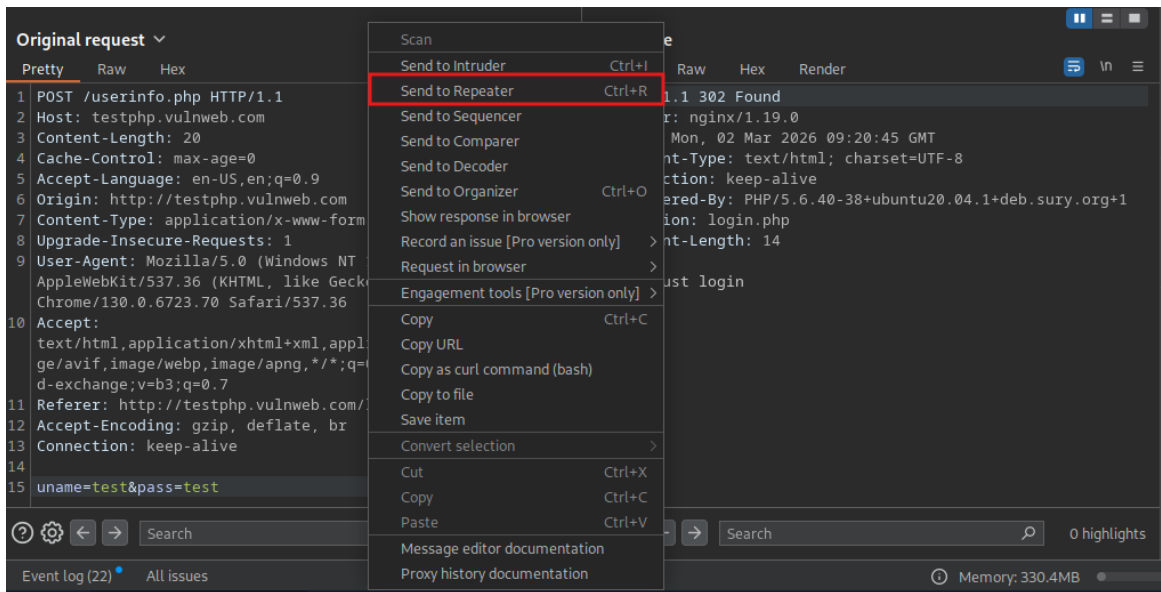 Original request
e
Pretty Raw Hex
Raw Hex Render
\n
1 POST /userinfo.php HTTP/1.1
2 Host: testphp.vulnweb.com
3 Content-Length: 20
4 Cache-Control: max-age=0
5 Accept-Language: en-US,en;q=0.9
6 Origin: http://testphp.vulnweb.com
7 Content-Type: application/x-www-form
8 Upgrade-Insecure-Requests: 1
9 User-Agent: Mozilla/5.0 (Windows NT
AppleWebKit/537.36 (KHTML, like Geck
Chrome/130.0.6723.70 Safari/537.36
10 Accept:
text/html,application/xhtml+xml,appl
ge/avif,image/webp,image/apng,*/*;q=
d-exchange;v=b3;q=0.7
11 Referer: http://testphp.vulnweb.com/
12 Accept-Encoding: gzip, deflate, br
13 Connection: keep-alive
14
15 uname=test&pass=test
Scan
Send to Intruder Ctrl+I
Send to Repeater Ctrl+R
Send to Sequencer
Send to Comparer
Send to Decoder
Send to Organizer Ctrl+O
Show response in browser
Record an issue [Pro version only]
Request in browser
Engagement tools [Pro version only]
Copy Ctrl+C
Copy URL
Copy as curl command (bash)
Copy to file
Save item
Convert selection
Cut Ctrl+X
Copy Ctrl+C
Paste Ctrl+V
Message editor documentation
Proxy history documentation
1.1 302 Found
r: nginx/1.19.0
Mon, 02 Mar 2026 09:20:45 GMT
nt-Type: text/html; charset=UTF-8
ction: keep-alive
ered-By: PHP/5.6.40-38+ubuntu20.04.1+deb.sury.org+1
ion: login.php
nt-Length: 14
ust login
Search
Search
0 highlights
Event log (22) All issues
Memory: 330.4MB